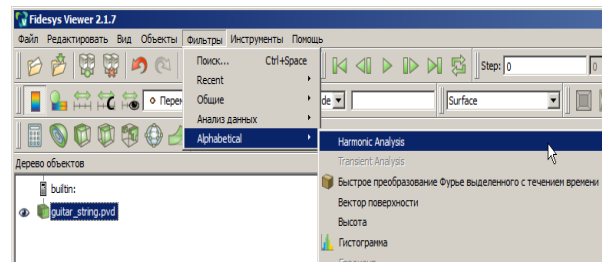 Fidesys Viewer 2.1.7
Файл Редактировать Вид Объекты Фильтры Инструменты Помощь
Поиск... Ctrl+Space
Step: 0 0
Recent
Общие
Surface
Анализ данных
Alphabetical
Harmonic Analysis
Transient Analysis
Дерево объектов
Быстрое преобразование Фурье выделенного с течением времени
builtin:
Вектор поверхности
guitar_string.pvd
Высота
Гистограмма